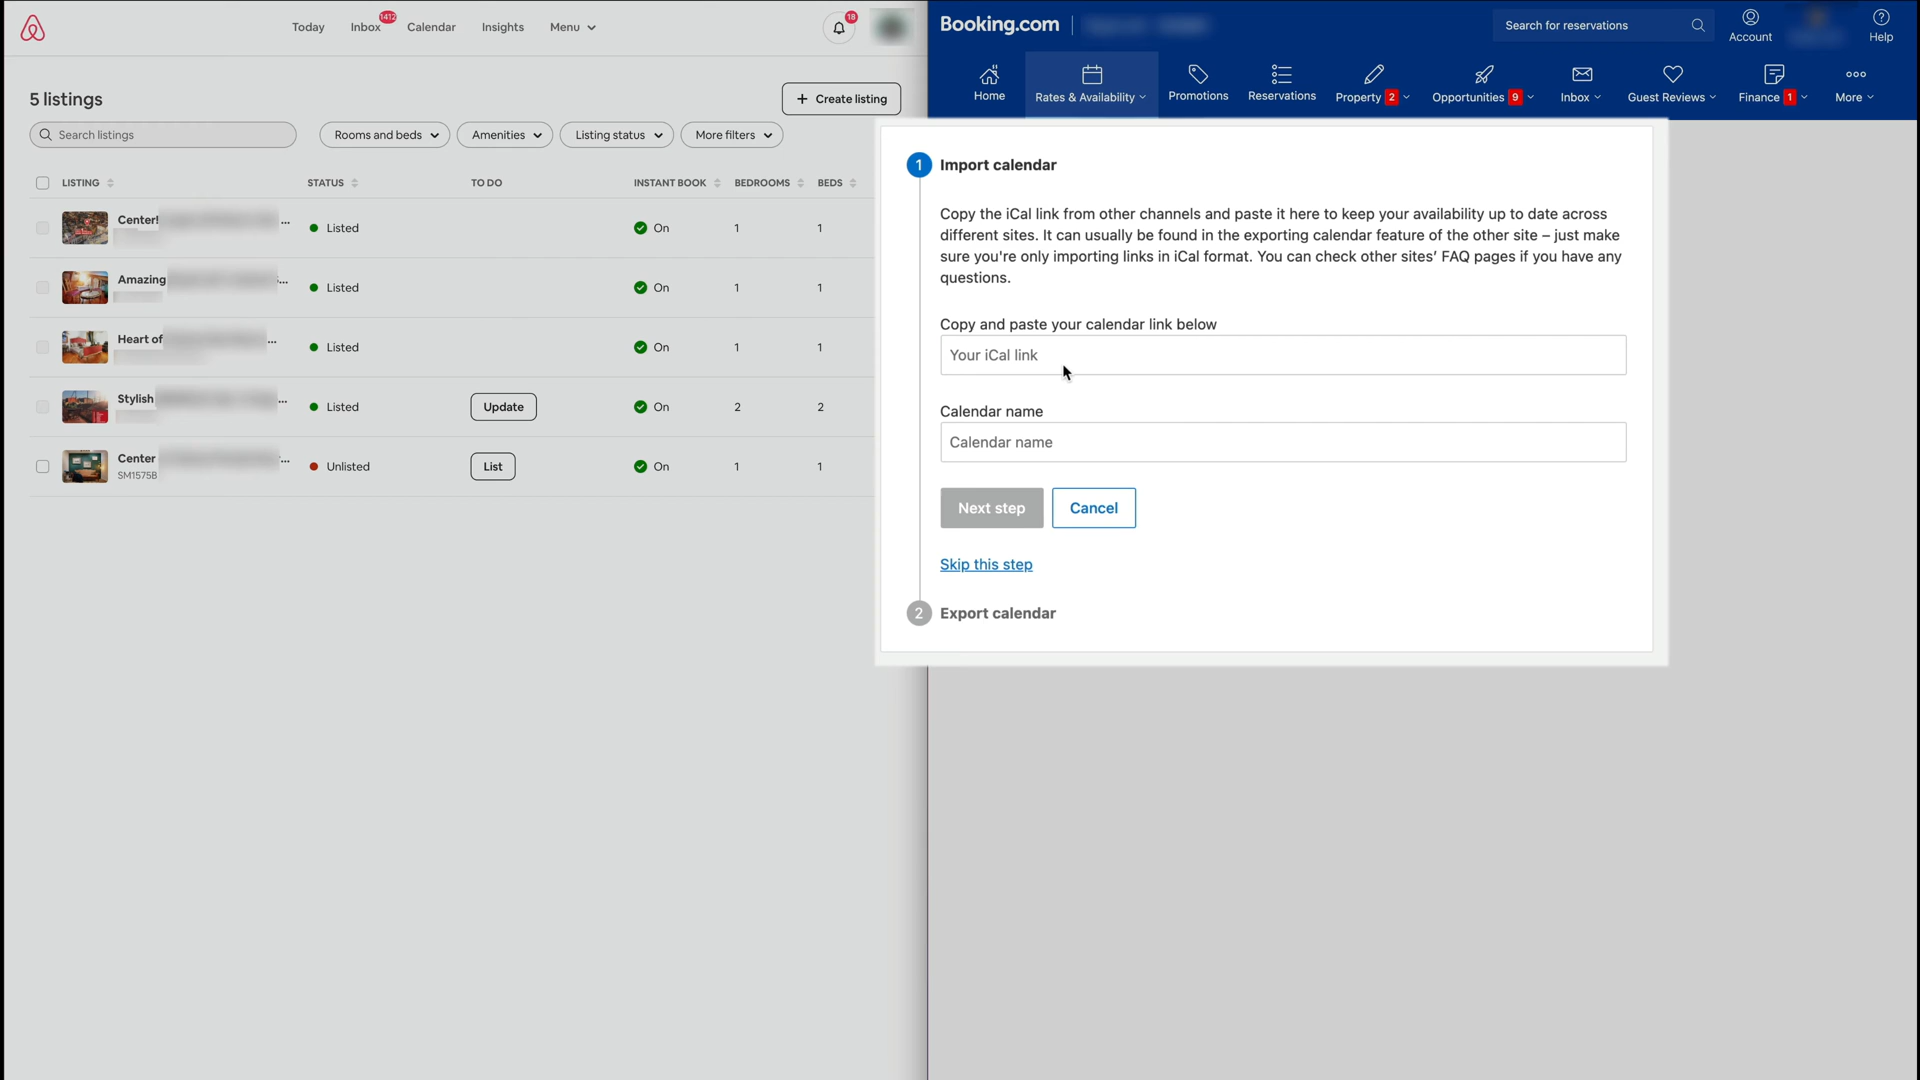 Today
Inbox
1412
Calendar
Insights
Menu
18
5 listings
Create listing
Search listings
Rooms and beds
Amenities
Listing status
More filters
LISTING
STATUS
TO DO
INSTANT BOOK
BEDROOMS
BEDS
Center! ...
Listed
On
1
1
Amazing ...
Listed
On
1
1
Heart of ...
Listed
On
1
1
Stylish ...
Listed
Update
On
2
2
Center ...
SM1575B
Unlisted
List
On
1
1
Booking.com
Search for reservations
Account
Help
Home
Rates & Availability
Promotions
Reservations
Property 2
Opportunities 9
Inbox
Guest Reviews
Finance 1
More
1 Import calendar
Copy the iCal link from other channels and paste it here to keep your availability up to date across
different sites. It can usually be found in the exporting calendar feature of the other site – just make
sure you're only importing links in iCal format. You can check other sites’ FAQ pages if you have any
questions.
Copy and paste your calendar link below
Your iCal link
Calendar name
Calendar name
Next step
Cancel
Skip this step
2 Export calendar